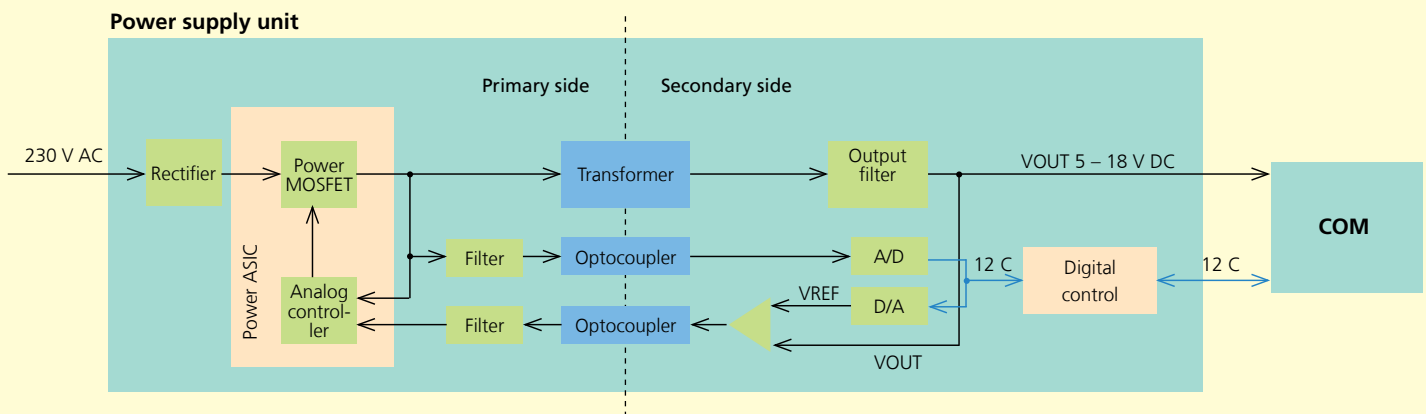 Power supply unit
Primary side
Secondary side
230 V AC
Rectifier
Power
MOSFET
Transformer
Output
filter
VOUT 5 – 18 V DC
COM
Power ASIC
Filter
Optocoupler
A/D
12 C
Digital
control
12 C
Analog
control-
ler
Filter
Optocoupler
VREF
D/A
VOUT